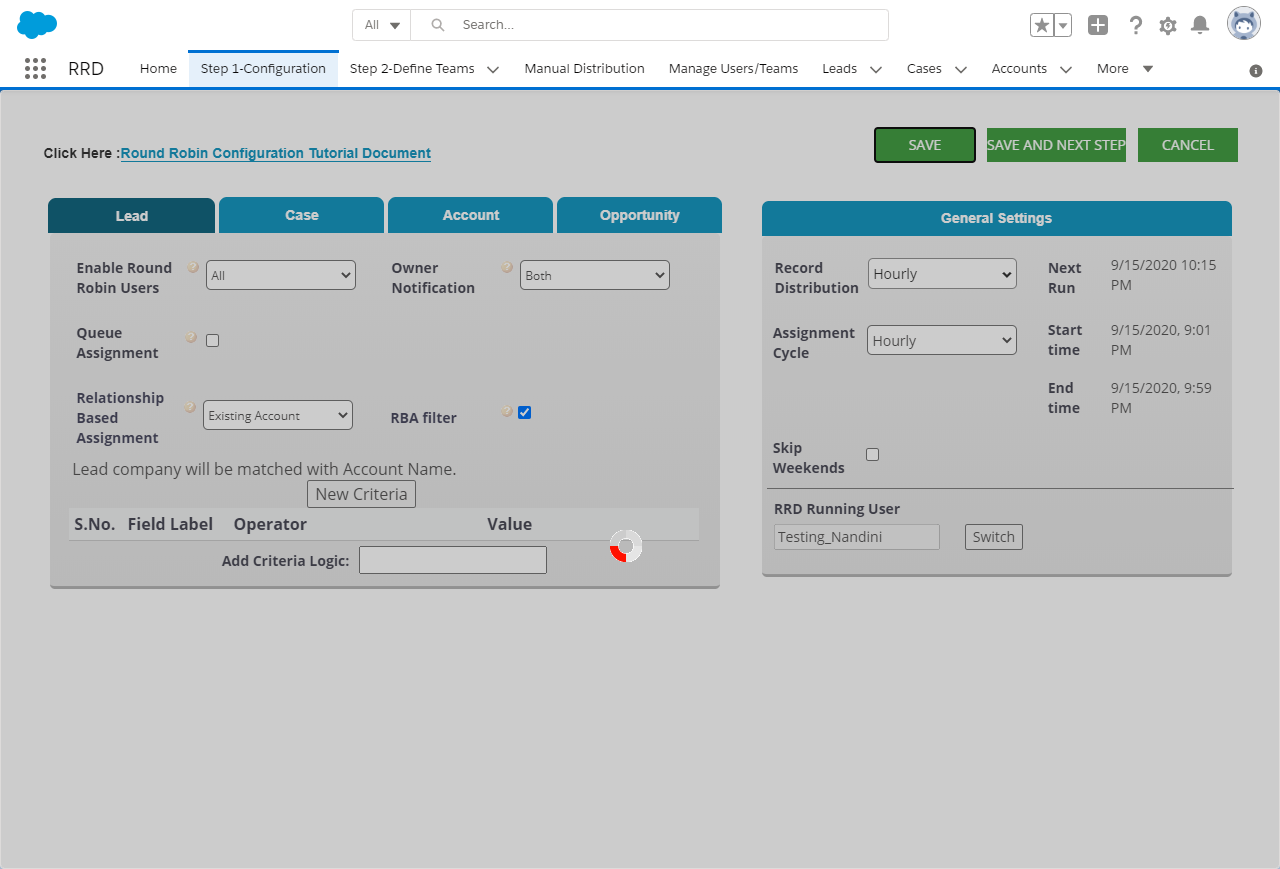 All
Search...
RRD
Home
Step 1-Configuration
Step 2-Define Teams
Manual Distribution
Manage Users/Teams
Leads
Cases
Accounts
More
Click Here :Round Robin Configuration Tutorial Document
SAVE
SAVE AND NEXT STEP
CANCEL
Lead
Case
Account
Opportunity
Enable Round
Robin Users
All
Owner
Notification
Both
Queue
Assignment
Relationship
Based
Assignment
Existing Account
RBA filter
Lead company will be matched with Account Name.
New Criteria
S.No. Field Label Operator Value
Add Criteria Logic:
General Settings
Record
Distribution
Hourly
Next
Run
9/15/2020 10:15
PM
Assignment
Cycle
Hourly
Start
time
9/15/2020, 9:01
PM
End
time
9/15/2020, 9:59
PM
Skip
Weekends
RRD Running User
Testing_Nandini
Switch